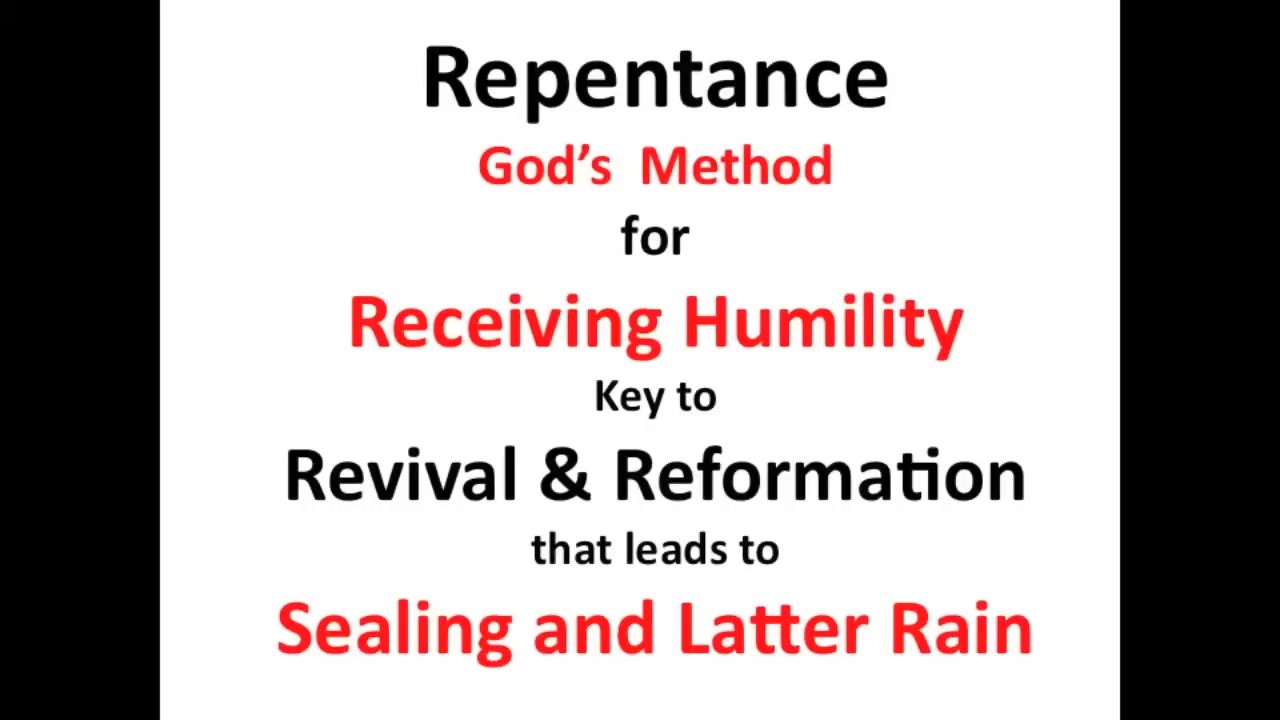 Repentance
God’s  Method
for
Receiving Humility
Key to
Revival & Reformation
that leads to
Sealing and Latter Rain